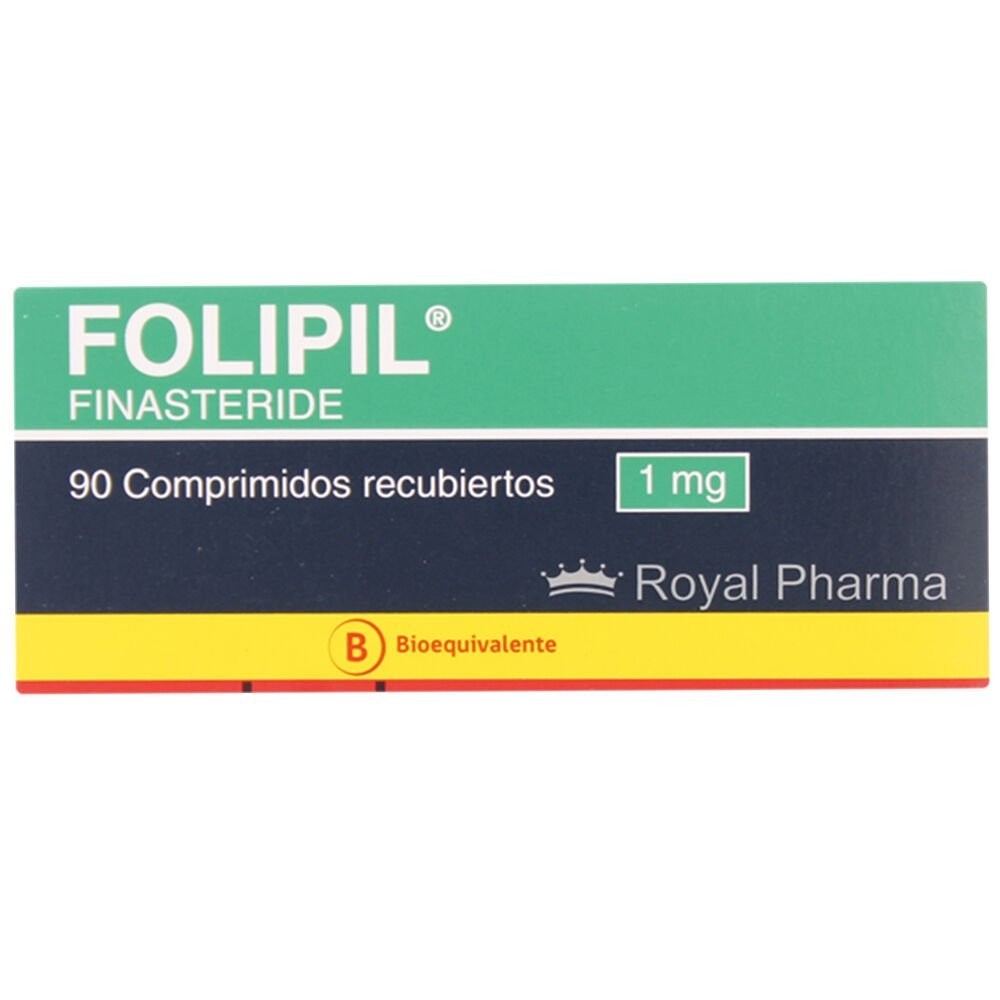 FOLIPIL®
FINASTERIDE
90 Comprimidos recubiertos 1 mg
Royal Pharma
B Bioequivalente